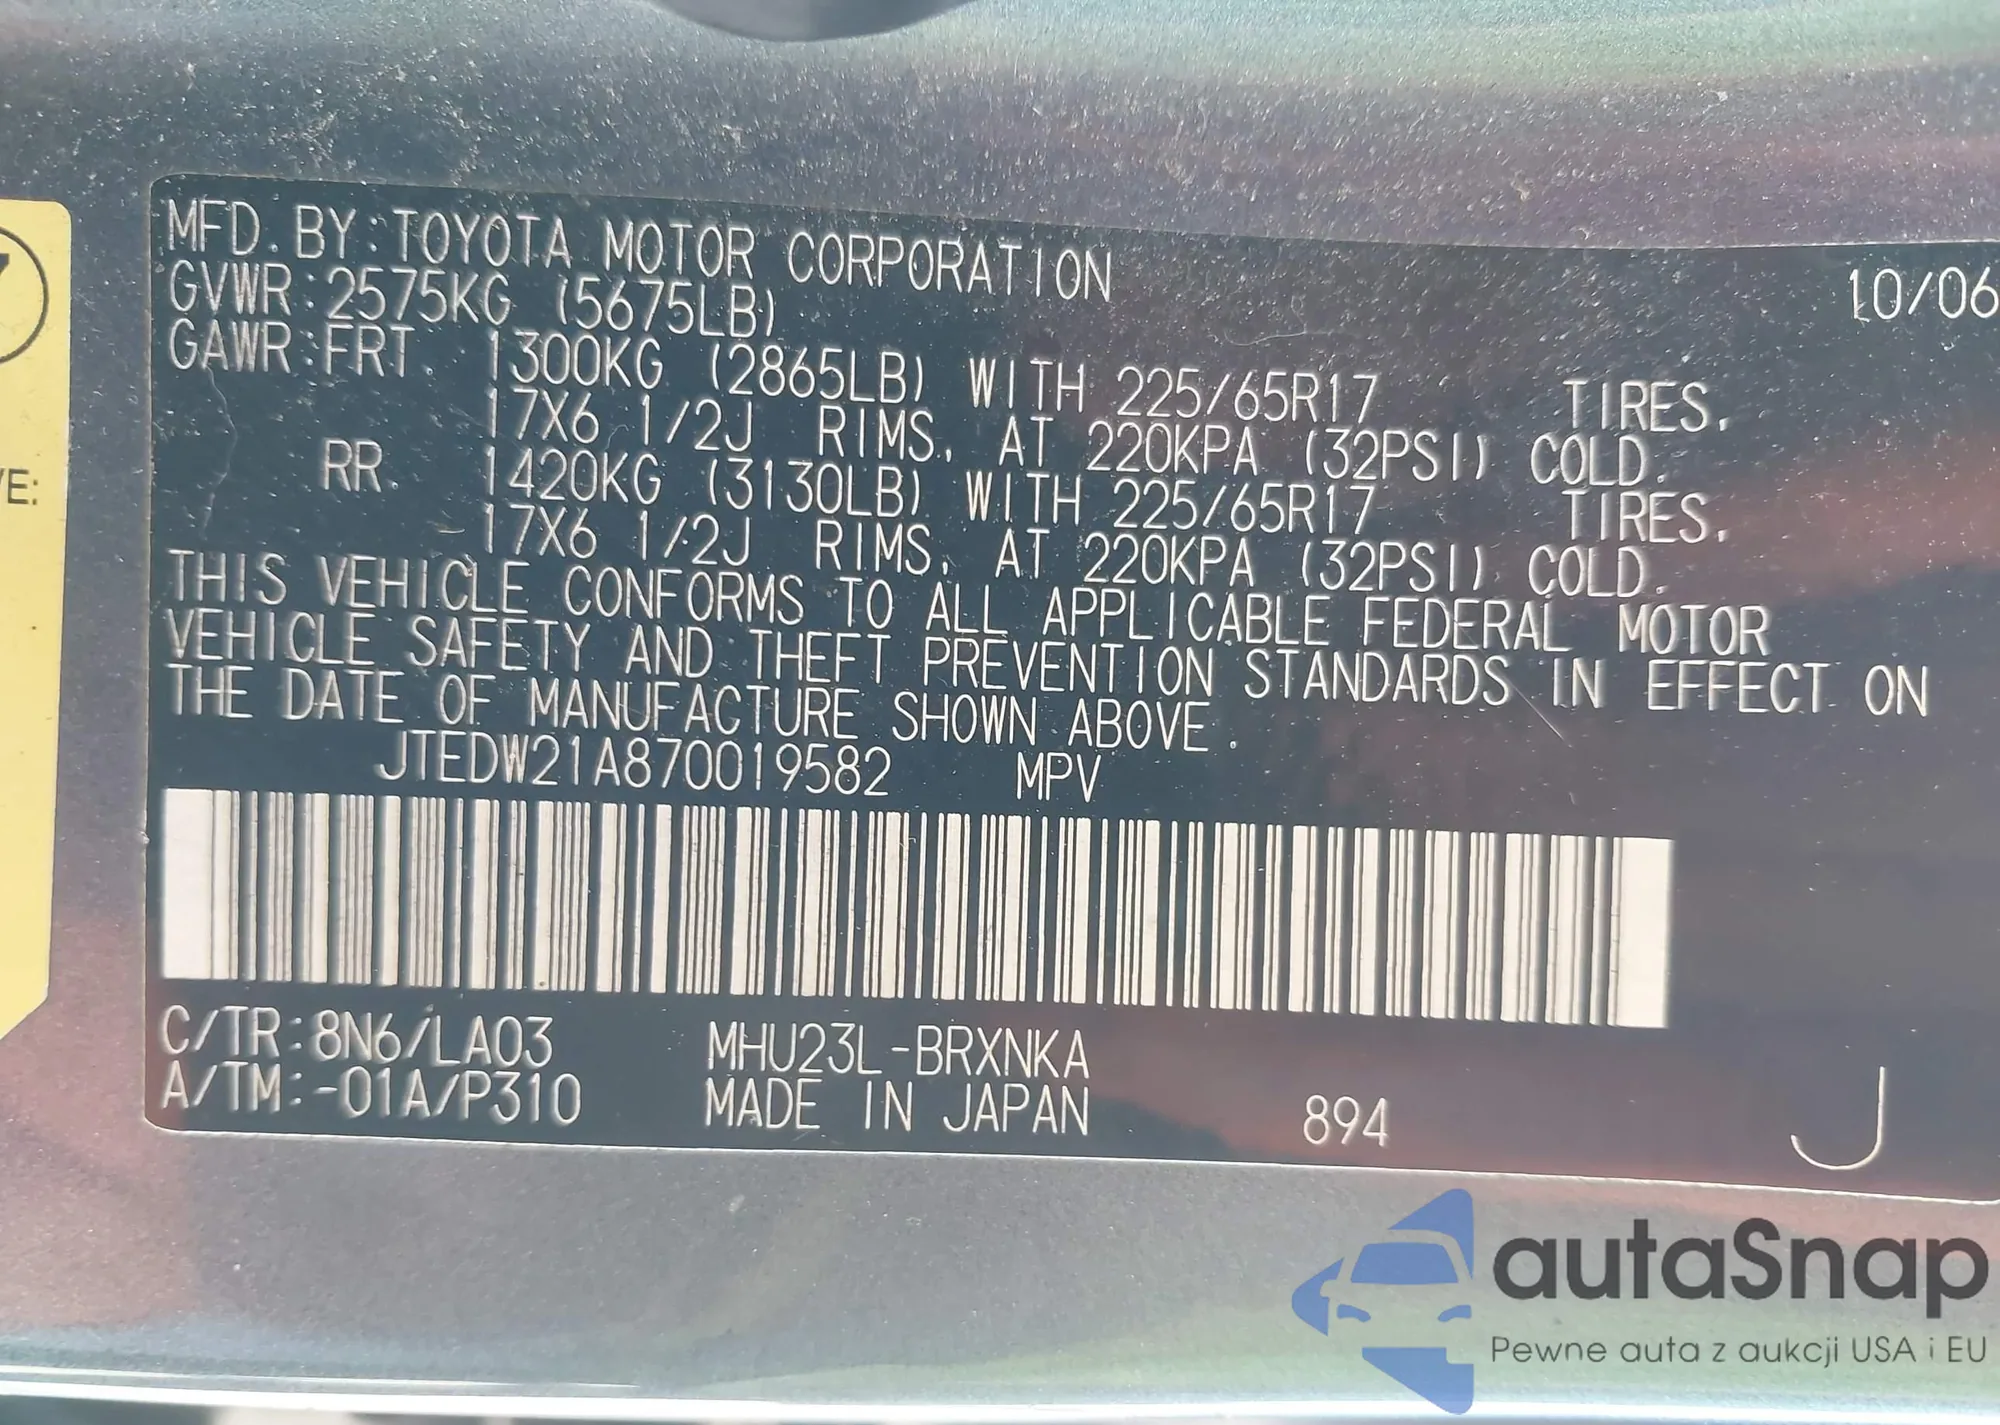 MFD. BY: TOYOTA MOTOR CORPORATION 10/06
GVWR: 2575KG (5675LB)
GAWR: FRT. 1300KG (2865LB) WITH 225/65R17 TIRES,
17X6 1/2J RIMS, AT 220KPA (32PSI) COLD.
RR. 1420KG (3130LB) WITH 225/65R17 TIRES,
17X6 1/2J RIMS, AT 220KPA (32PSI) COLD.
THIS VEHICLE CONFORMS TO ALL APPLICABLE FEDERAL MOTOR
VEHICLE SAFETY AND THEFT PREVENTION STANDARDS IN EFFECT ON
THE DATE OF MANUFACTURE SHOWN ABOVE.
JTEDW21A870019582 MPV
C/TR: 8N6/LA03 MHU23L-BRXNKA
A/TM: -01A/P310 MADE IN JAPAN 894 J
autaSnap
Pewne auta z aukcji USA i EU